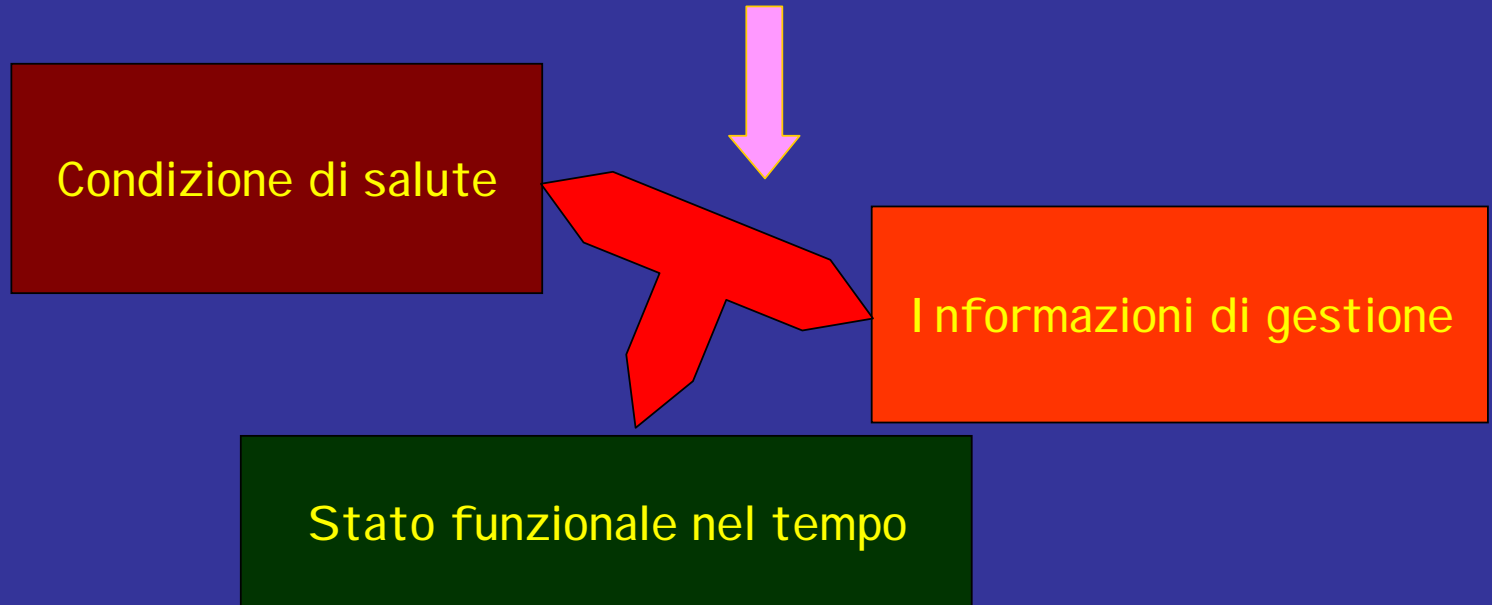 Condizione di salute
Informazioni di gestione
Stato funzionale nel tempo